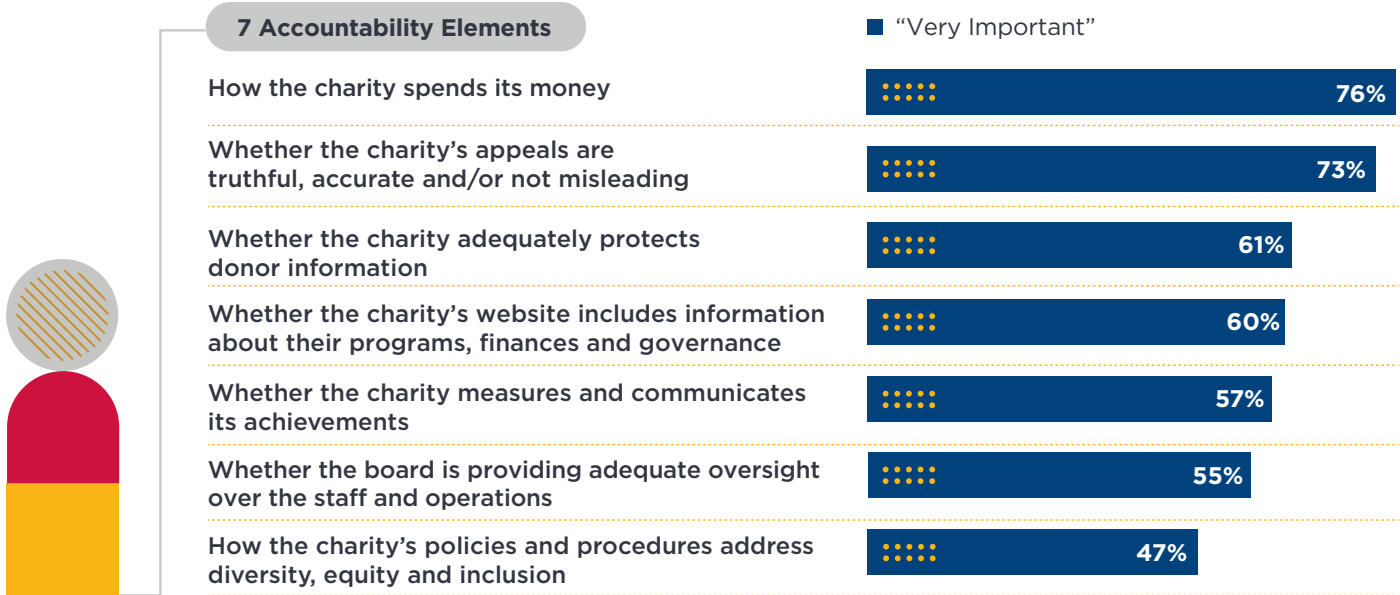 7 Accountability Elements
“Very Important”
How the charity spends its money
76%
Whether the charity’s appeals are
truthful, accurate and/or not misleading
73%
Whether the charity adequately protects
donor information
61%
Whether the charity’s website includes information
about their programs, finances and governance
60%
Whether the charity measures and communicates
its achievements
57%
Whether the board is providing adequate oversight
over the staff and operations
55%
How the charity’s policies and procedures address
diversity, equity and inclusion
47%